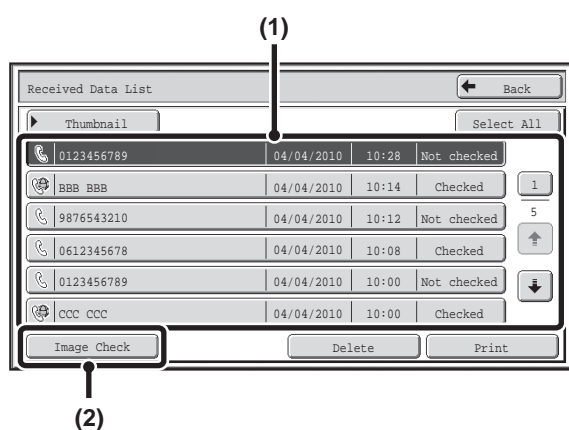 (1)
Received Data List
Back
Thumbnail
Select All
0123456789 04/04/2010 10:28 Not checked
BBB BBB 04/04/2010 10:14 Checked
9876543210 04/04/2010 10:12 Not checked
0612345678 04/04/2010 10:08 Checked
0123456789 04/04/2010 10:00 Not checked
CCC CCC 04/04/2010 10:00 Checked
1
5
Image Check
Delete
Print
(2)